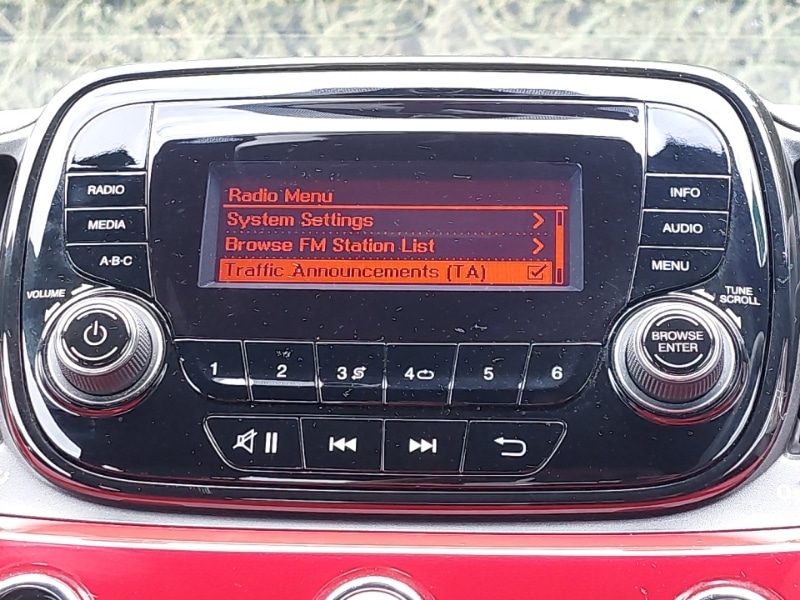 Radio Menu
System Settings
Browse FM Station List
Traffic Announcements (TA)
RADIO
MEDIA
A·B·C
INFO
AUDIO
MENU
VOLUME
TUNE
SCROLL
BROWSE
ENTER
1 2 3 4 5 6